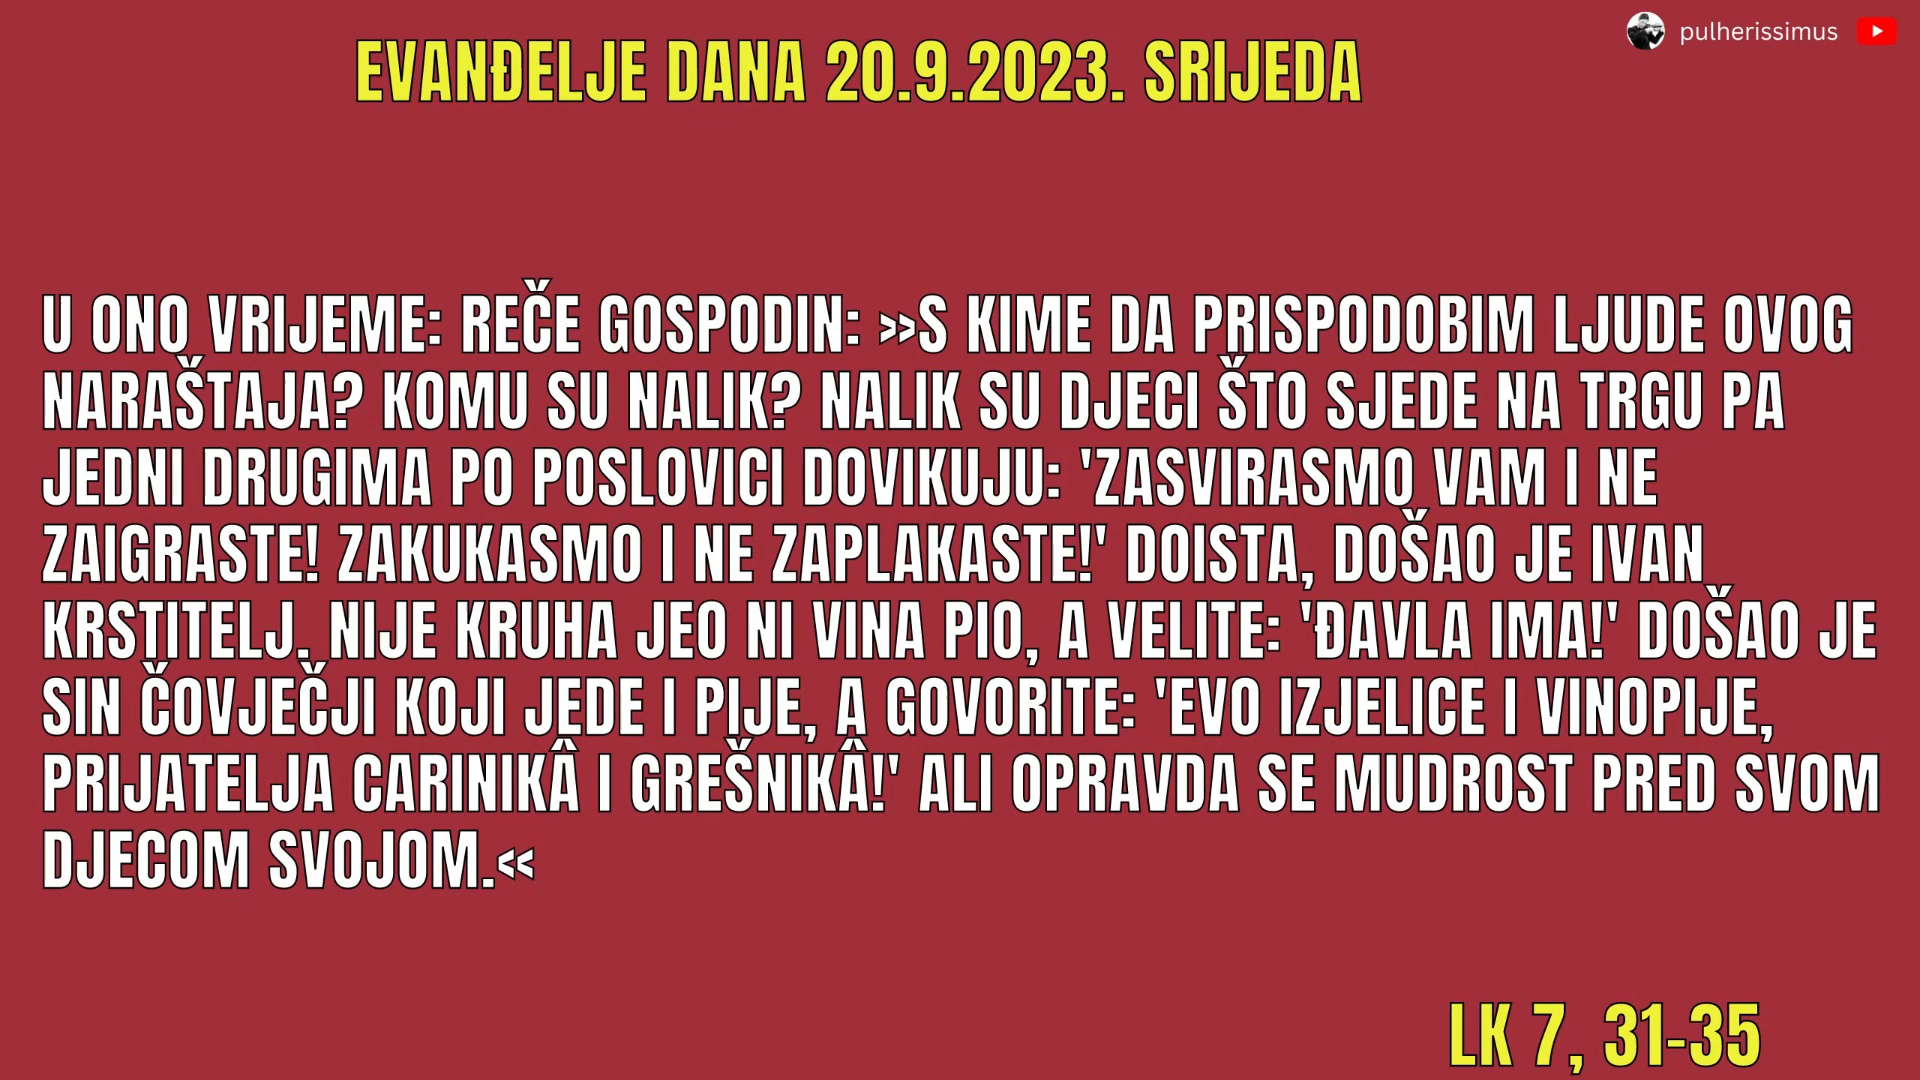 pulherissimus
EVANĐELJE DANA 20.9.2023. SRIJEDA
U ONO VRIJEME: REČE GOSPODIN: »S KIME DA PRISPODOBIM LJUDE OVOG
NARAŠTAJA? KOMU SU NALIK? NALIK SU DJECI ŠTO SJEDE NA TRGU PA
JEDNI DRUGIMA PO POSLOVICI DOVIKUJU: 'ZASVIRASMO VAM I NE
ZAIGRASTE! ZAKUKASMO I NE ZAPLAKASTE!' DOISTA, DOŠAO JE IVAN
KRSTITELJ. NIJE KRUHA JEO NI VINA PIO, A VELITE: 'ĐAVLA IMA!' DOŠAO JE
SIN ČOVJEČJI KOJI JEDE I PIJE, A GOVORITE: 'EVO IZJELICE I VINOPIJE,
PRIJATELJA CARINIKÂ I GREŠNIKÂ!' ALI OPRAVDA SE MUDROST PRED SVOM
DJECOM SVOJOM.«
LK 7, 31-35